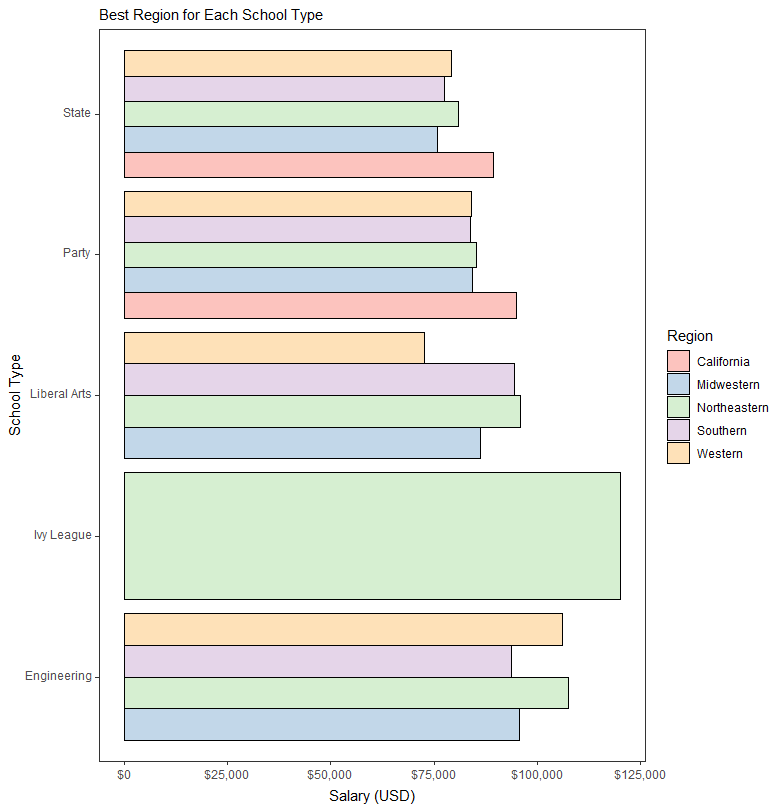 Best Region for Each School Type
State
Party
Liberal Arts
Ivy League
Engineering
School Type
$0
$25,000
$50,000
$75,000
$100,000
$125,000
Salary (USD)
Region
California
Midwestern
Northeastern
Southern
Western